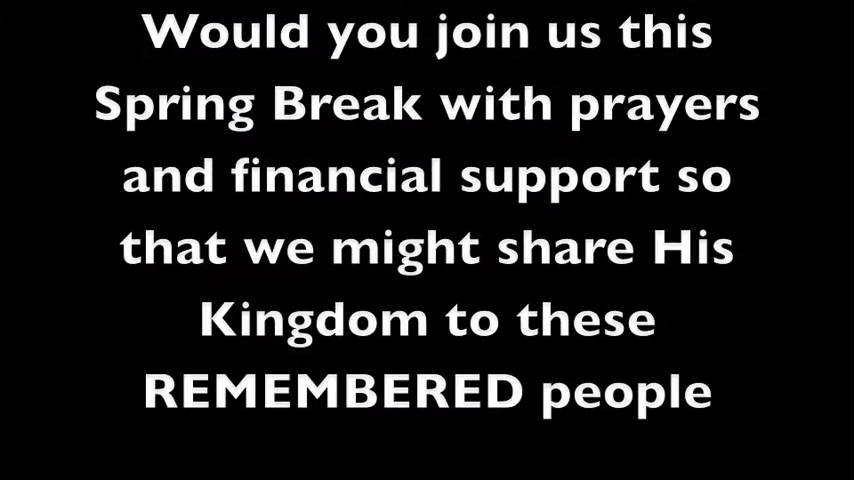 Would you join us this
Spring Break with prayers
and financial support so
that we might share His
Kingdom to these
REMEMBERED people